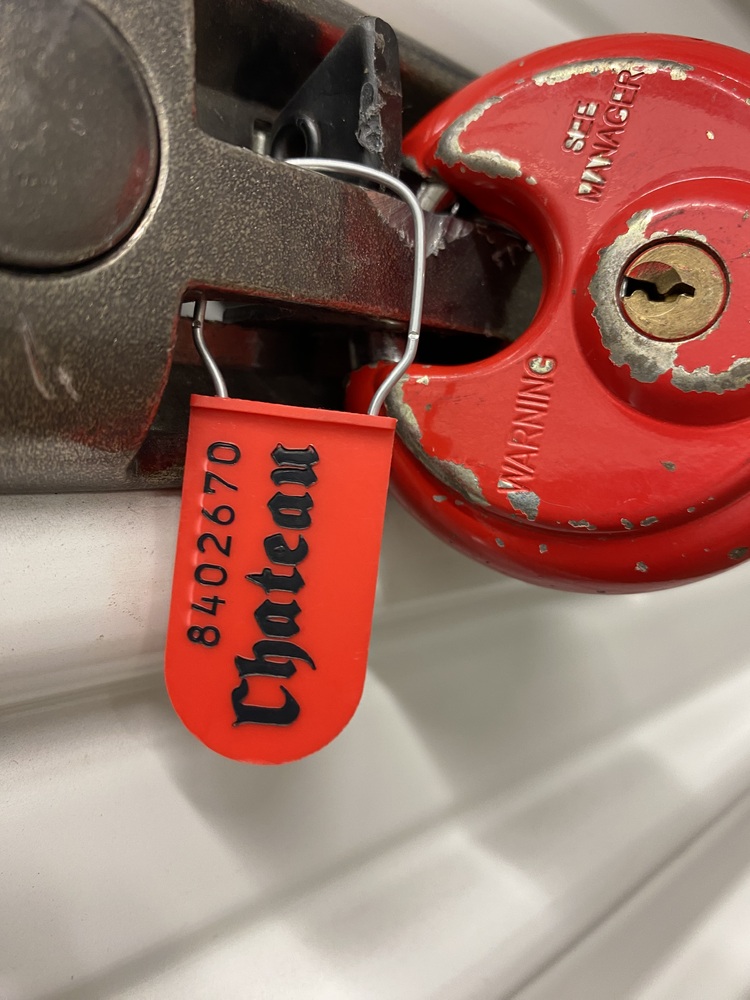 SEE
MANAGER
WARNING
8402670
Chateau